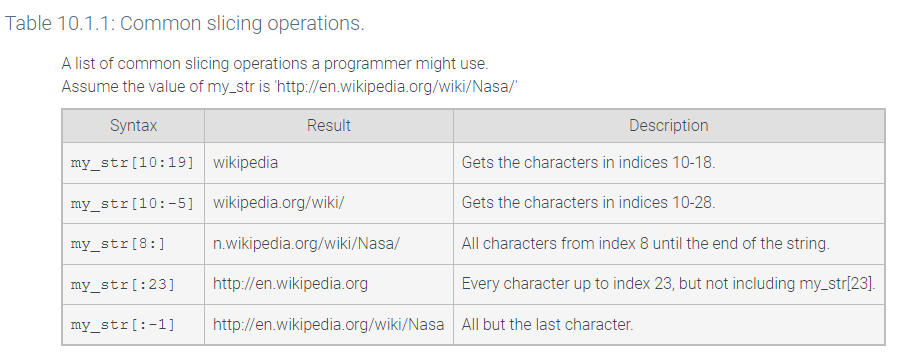 Table 10.1.1: Common slicing operations.
A list of common slicing operations a programmer might use.
Assume the value of my_str is 'http://en.wikipedia.org/wiki/Nasa/'
Syntax Result Description
my_str[10:19] wikipedia Gets the characters in indices 10-18.
my_str[10:-5] wikipedia.org/wiki/ Gets the characters in indices 10-28.
my_str[8:] n.wikipedia.org/wiki/Nasa/ All characters from index 8 until the end of the string.
my_str[:23] http://en.wikipedia.org Every character up to index 23, but not including my_str[23].
my_str[:-1] http://en.wikipedia.org/wiki/Nasa All but the last character.